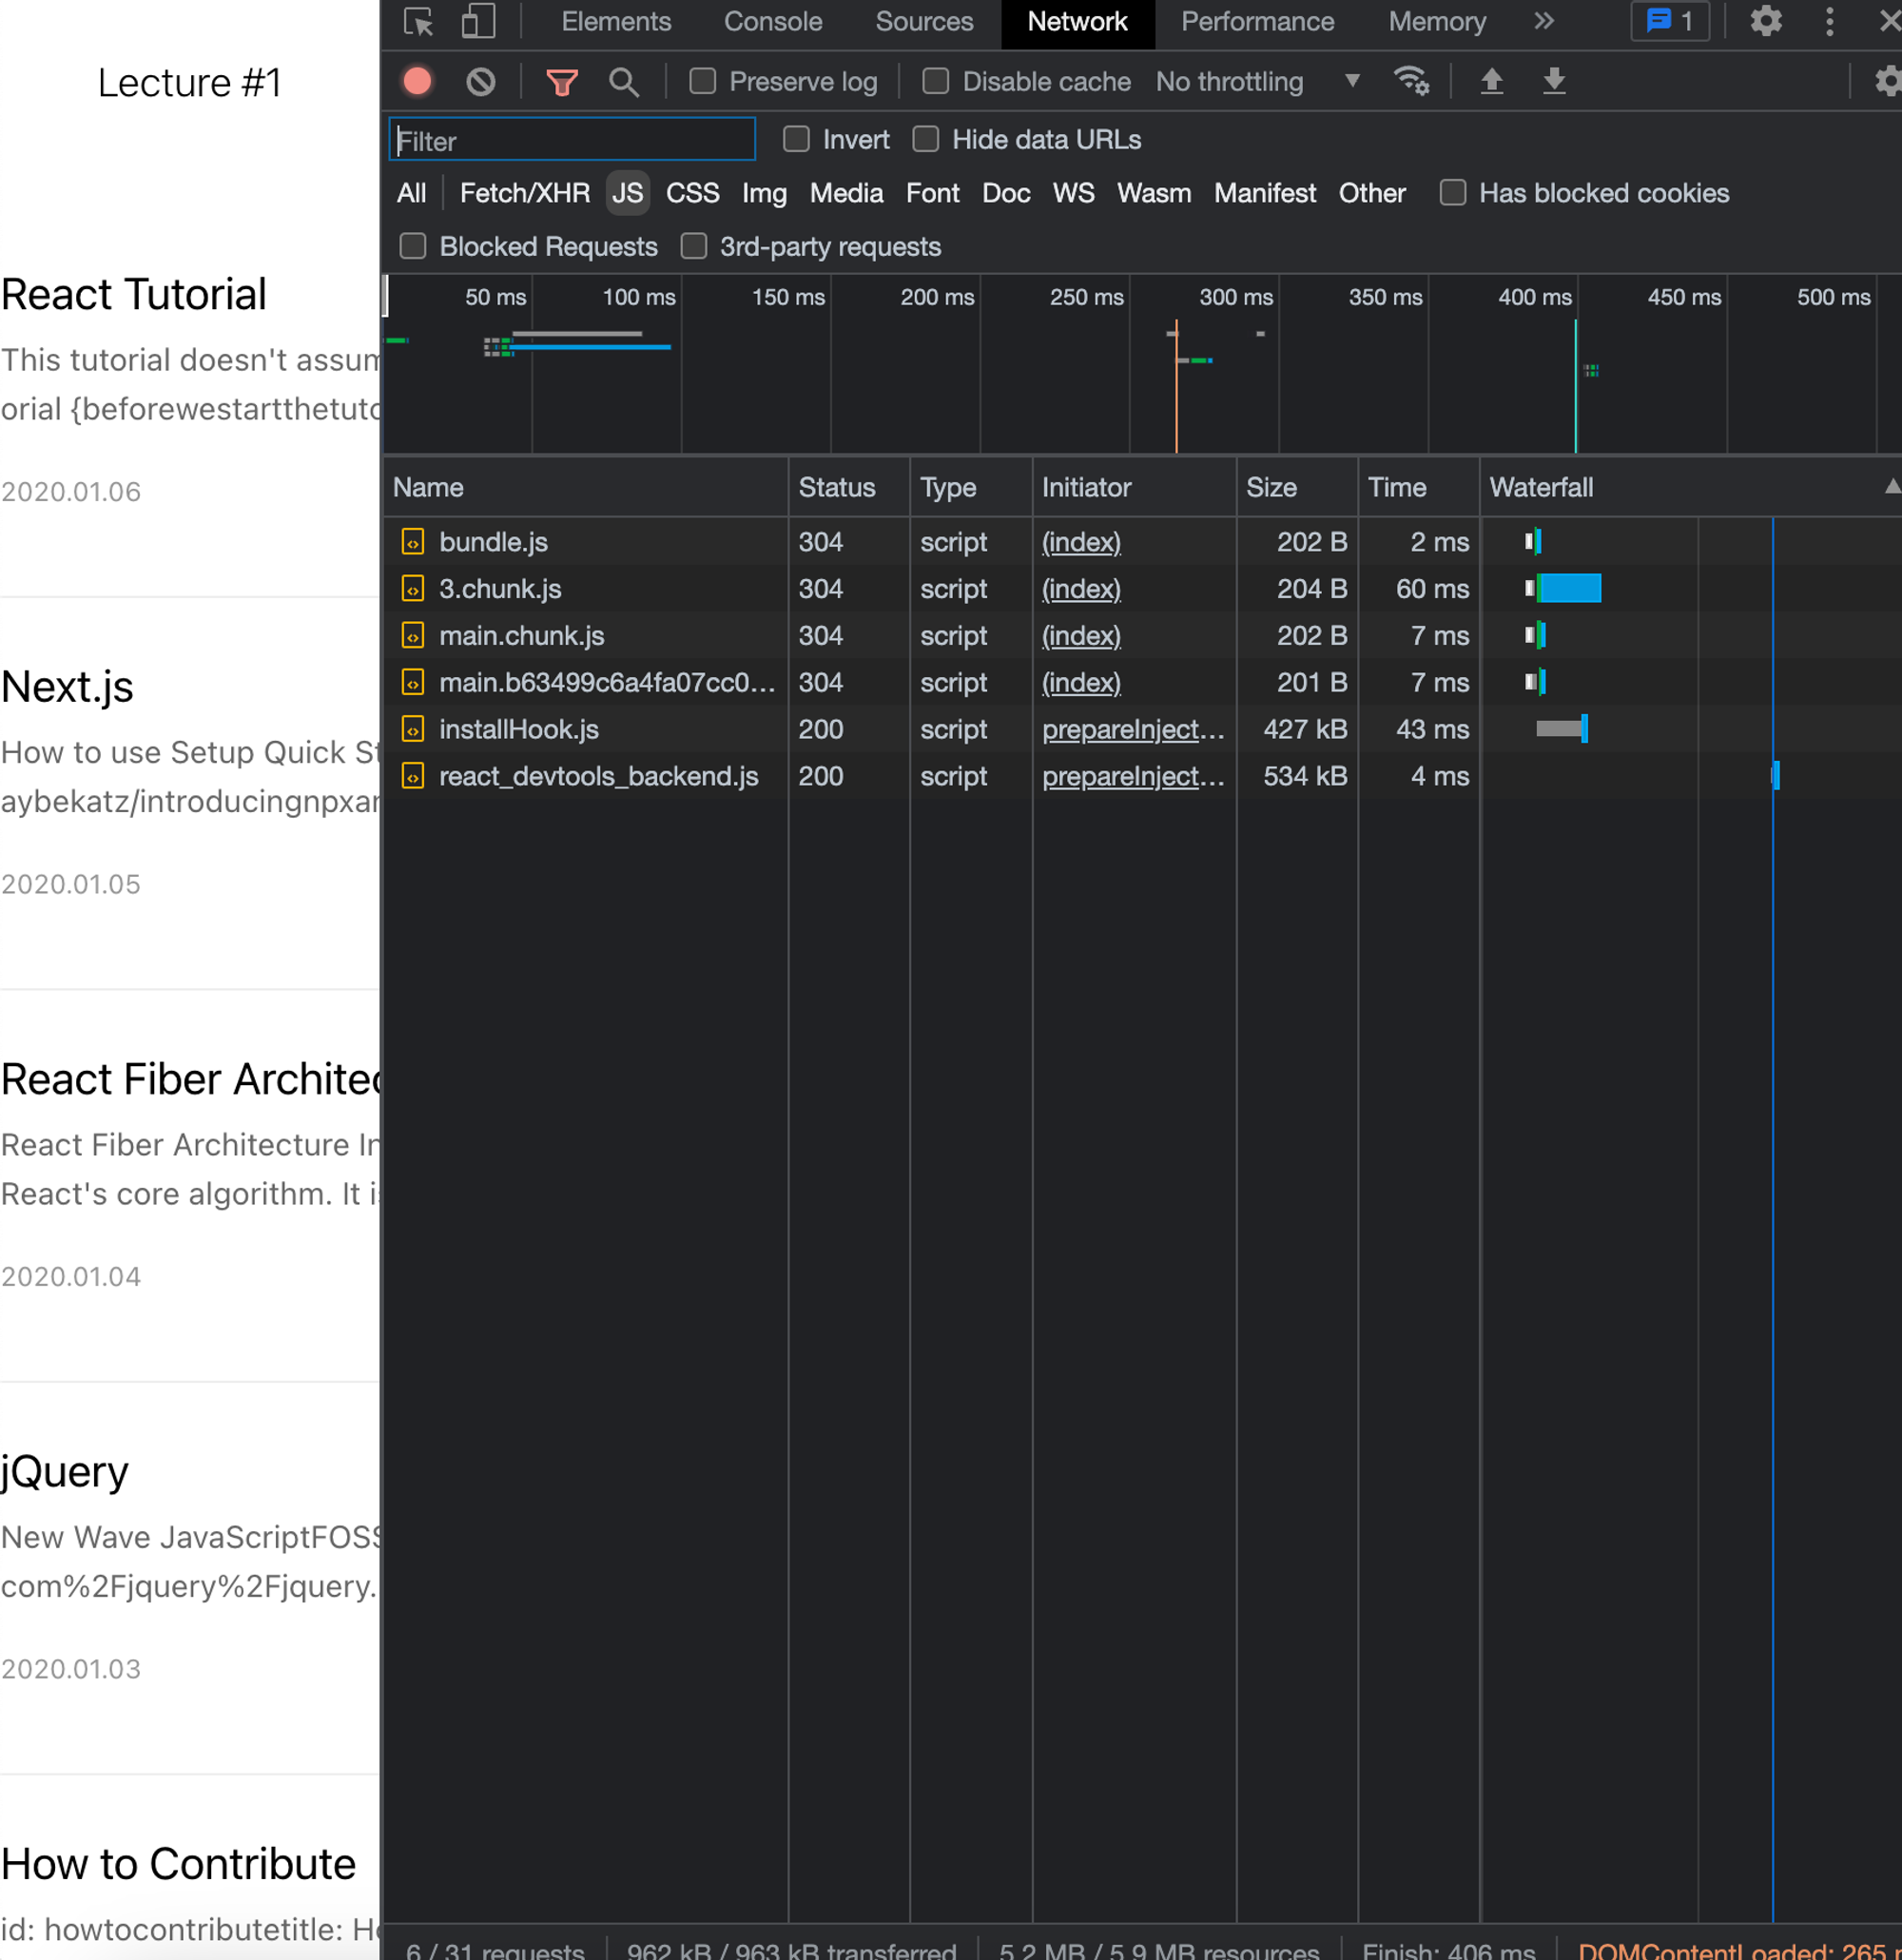 Lecture #1
React Tutorial
This tutorial doesn't assum
orial {beforewestartthetuto
2020.01.06
Next.js
How to use Setup Quick St
aybekatz/introducingnpxar
2020.01.05
React Fiber Architec
React Fiber Architecture In
React's core algorithm. It is
2020.01.04
jQuery
New Wave JavaScriptFOSS
com%2Fjquery%2Fjquery.
2020.01.03
How to Contribute
id: howtocontributetitle: Ho
Elements Console Sources Network Performance Memory 1
Preserve log Disable cache No throttling
Filter Invert Hide data URLs
All Fetch/XHR JS CSS Img Media Font Doc WS Wasm Manifest Other Has blocked cookies
Blocked Requests 3rd-party requests
50 ms 100 ms 150 ms 200 ms 250 ms 300 ms 350 ms 400 ms 450 ms 500 ms
Name Status Type Initiator Size Time Waterfall
bundle.js 304 script (index) 202 B 2 ms
3.chunk.js 304 script (index) 204 B 60 ms
main.chunk.js 304 script (index) 202 B 7 ms
main.b63499c6a4fa07cc0... 304 script (index) 201 B 7 ms
installHook.js 200 script prepareInject... 427 kB 43 ms
react_devtools_backend.js 200 script prepareInject... 534 kB 4 ms
6 / 31 requests 962 kB / 963 kB transferred 5.2 MB / 5.9 MB resources Finish: 406 ms DOMContentLoaded: 265